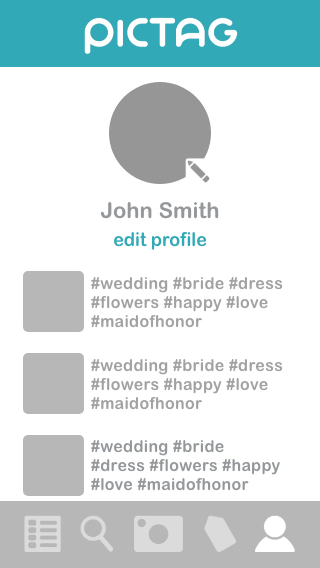 PICTAG
John Smith
edit profile
#wedding #bride #dress
#flowers #happy #love
#maidofhonor
#wedding #bride #dress
#flowers #happy #love
#maidofhonor
#wedding #bride
#dress #flowers #happy
#love #maidofhonor